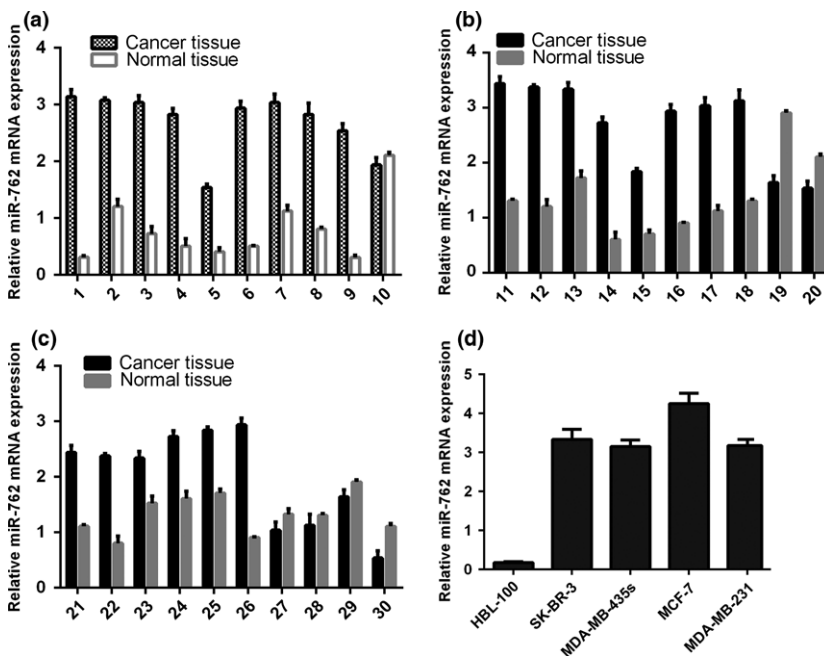 (a)
Cancer tissue
Normal tissue
Relative miR-762 mRNA expression
4
3
2
1
0
1 2 3 4 5 6 7 8 9 10
(b)
Cancer tissue
Normal tissue
Relative miR-762 mRNA expression
4
3
2
1
0
11 12 13 14 15 16 17 18 19 20
(c)
Cancer tissue
Normal tissue
Relative miR-762 mRNA expression
4
3
2
1
0
21 22 23 24 25 26 27 28 29 30
(d)
Relative miR-762 mRNA expression
5
4
3
2
1
0
HBL-100
SK-BR-3
MDA-MB-435s
MCF-7
MDA-MB-231